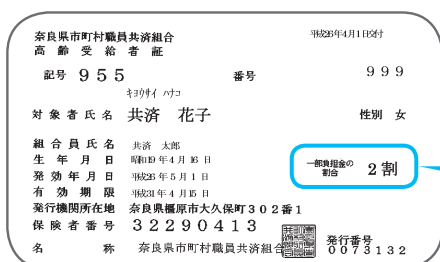 奈良県市町村職員共済組合 平成26年4月1日交付
高齢受給者証
記号 955 番号 999
キヨウサイ ハナコ
対象者氏名 共済 花子 性別 女
組合員氏名 共済 太郎
生年月日 昭和19年4月16日
一部負担金の割合 2割
発効年月日 平成26年5月1日
有効期限 平成31年4月15日
発行機関所在地 奈良県橿原市大久保町302番1
保険者番号 32290413
名称 奈良県市町村職員共済組合
発行番号
0073132